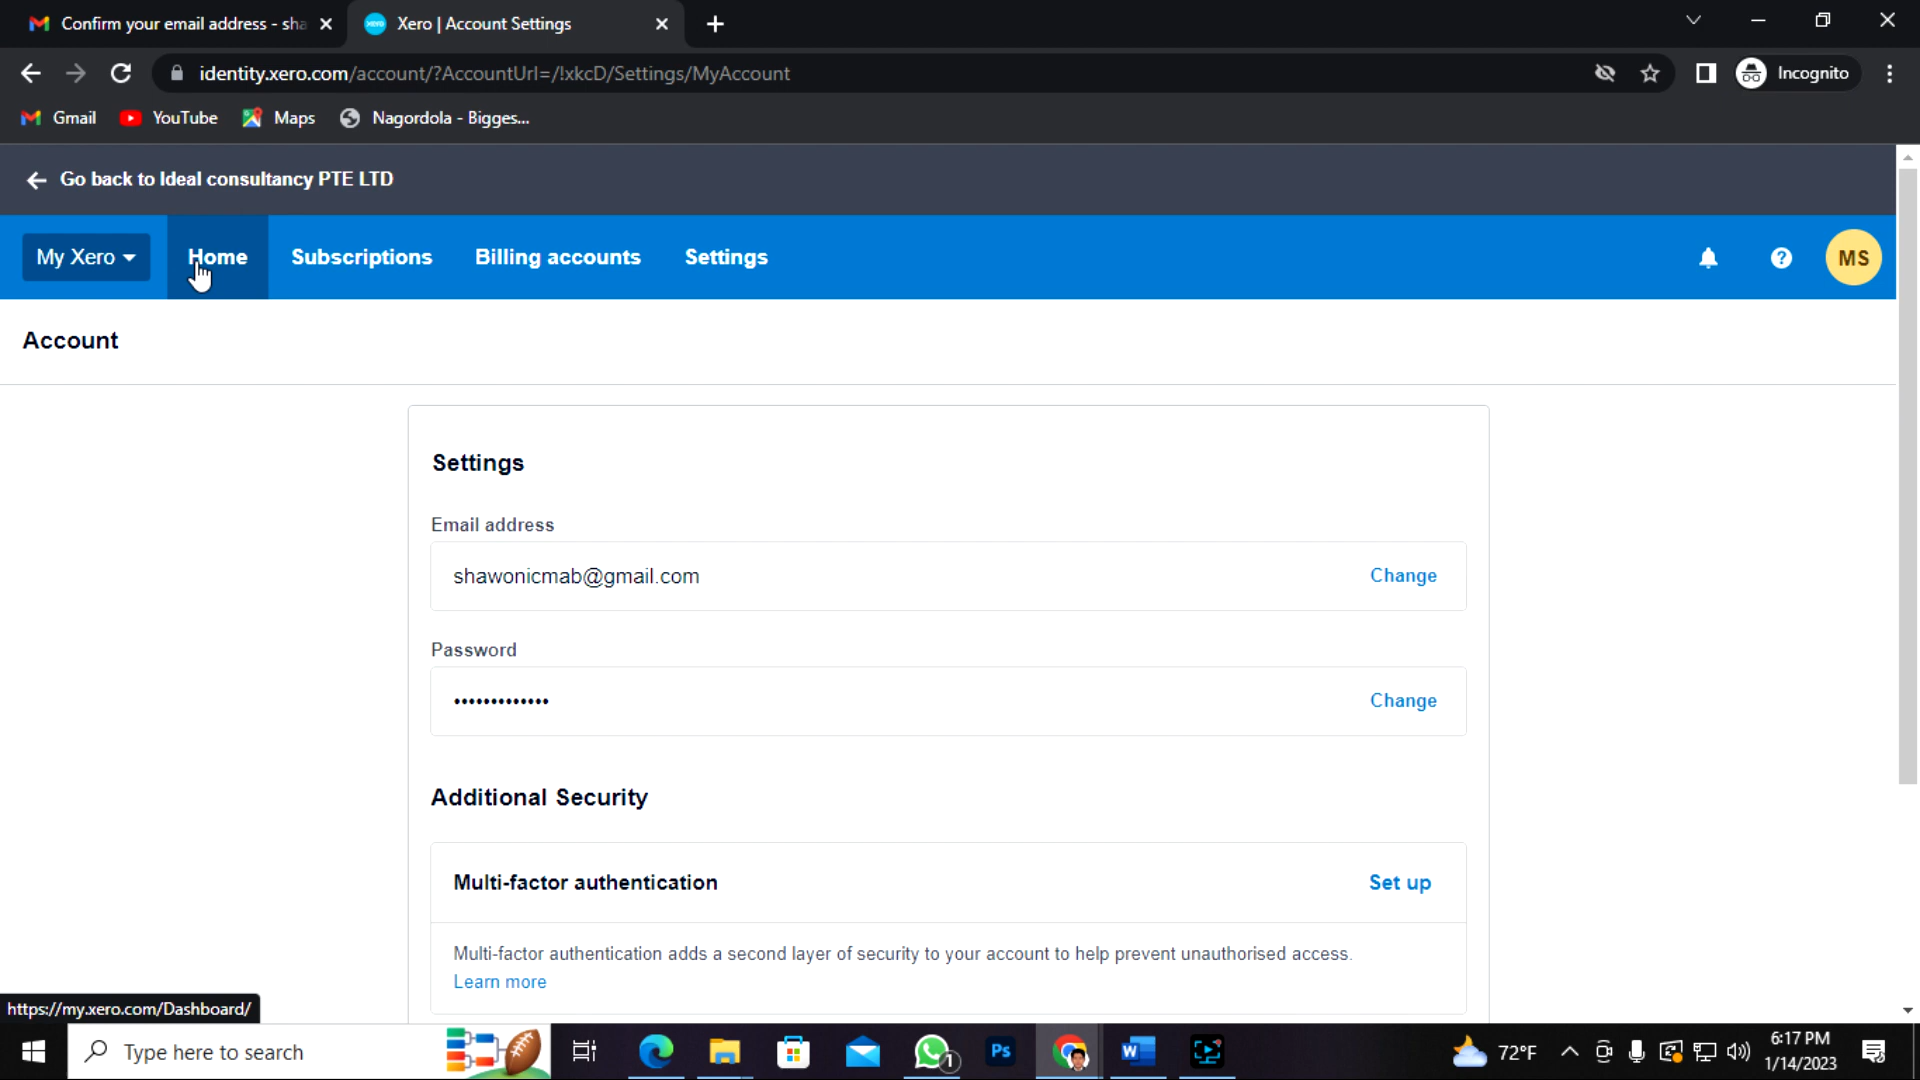 Confirm your email address - sha
Xero | Account Settings
identity.xero.com/account/?AccountUrl=/!xkcD/Settings/MyAccount
Incognito
Gmail
YouTube
Maps
Nagordola - Bigges...
Go back to Ideal consultancy PTE LTD
My Xero
Home
Subscriptions
Billing accounts
Settings
?
MS
Account
Settings
Email address
shawonicmab@gmail.com
Change
Password
•••••••••••••
Change
Additional Security
Multi-factor authentication
Set up
Multi-factor authentication adds a second layer of security to your account to help prevent unauthorised access.
Learn more
https://my.xero.com/Dashboard/
Type here to search
1
Ps
W
72°F
6:17 PM
1/14/2023